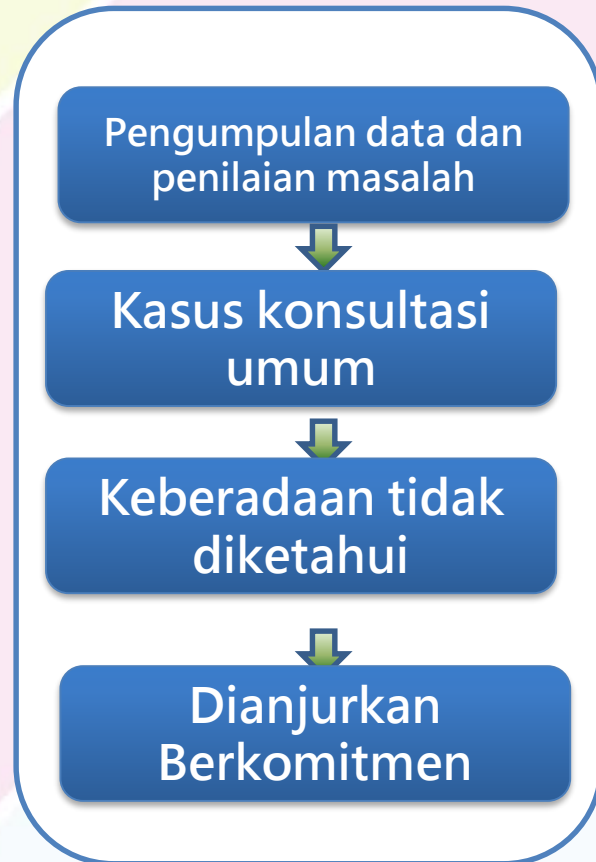 Pengumpulan data dan
penilaian masalah
Kasus konsultasi
umum
Keberadaan tidak
diketahui
Dianjurkan
Berkomitmen